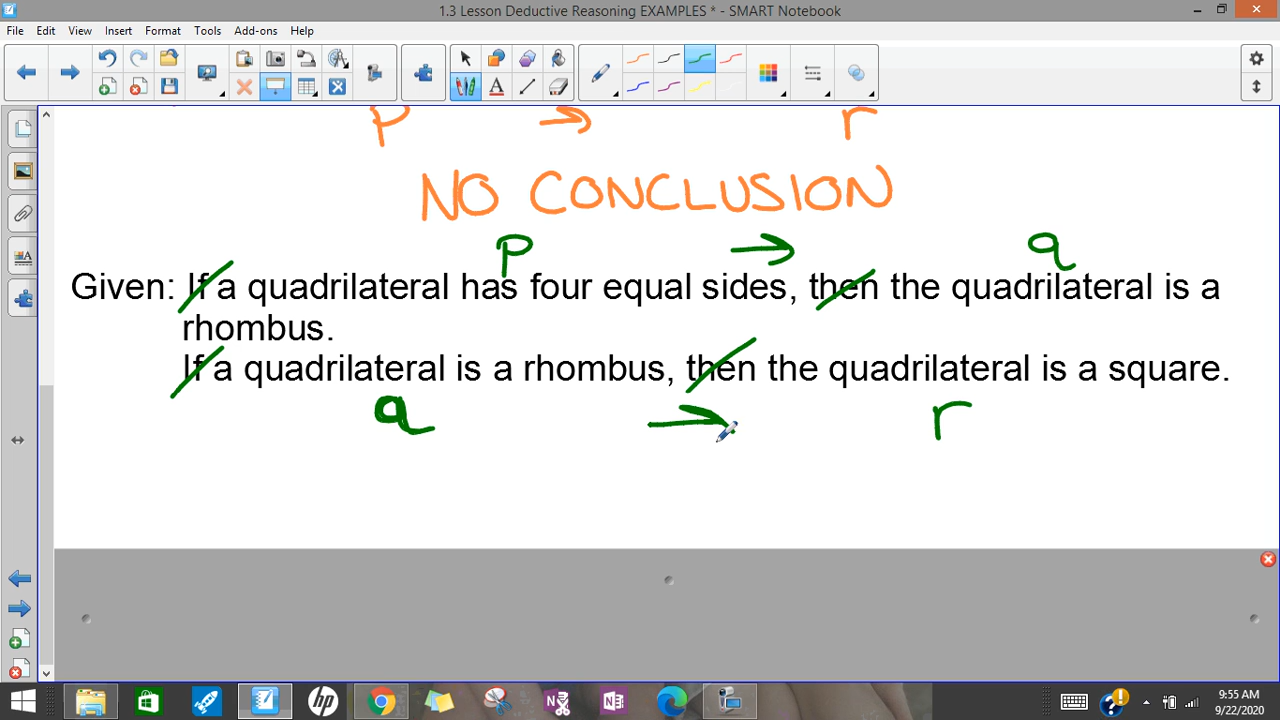 1.3 Lesson Deductive Reasoning EXAMPLES * - SMART Notebook
File Edit View Insert Format Tools Add-ons Help
p → r
NO CONCLUSION
p → q
Given: If a quadrilateral has four equal sides, then the quadrilateral is a
rhombus.
If a quadrilateral is a rhombus, then the quadrilateral is a square.
q → r
9:55 AM
9/22/2020